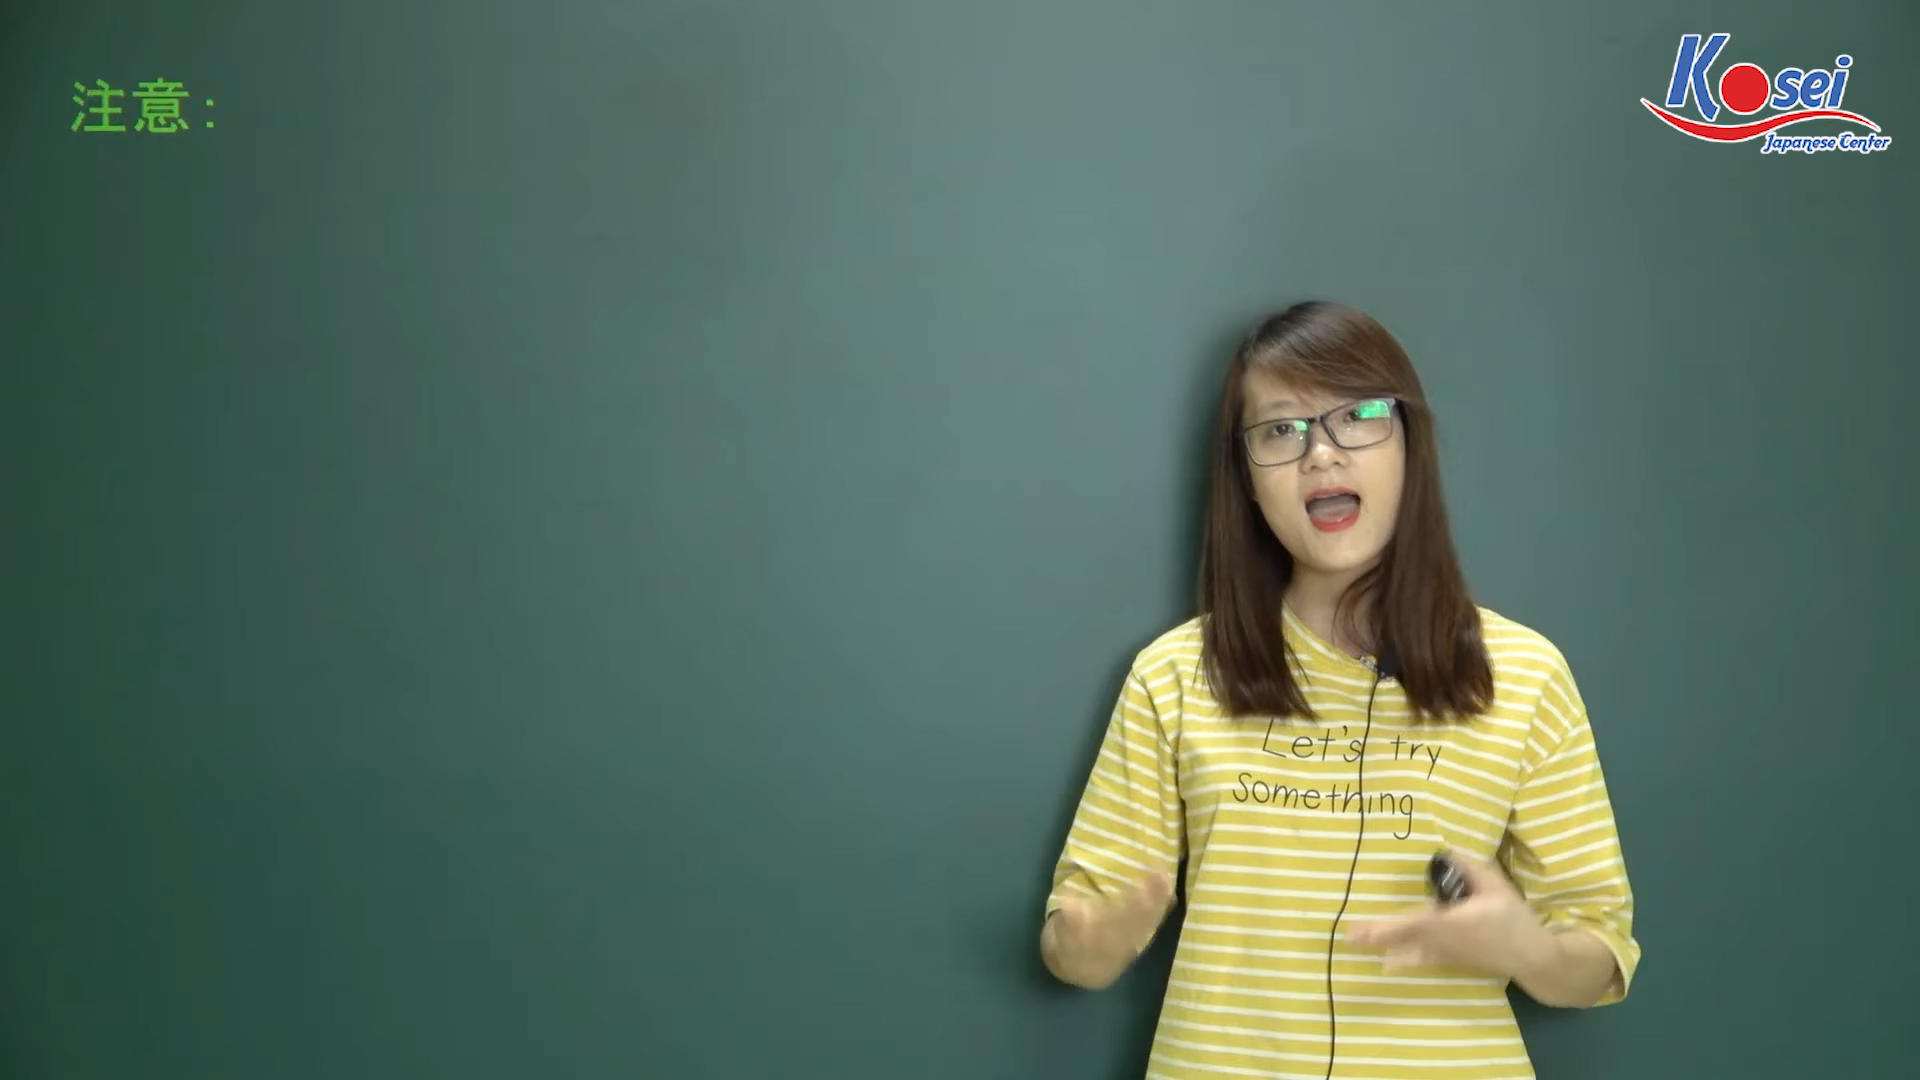 注意:
Kosei
Japanese Center
Let's try
something